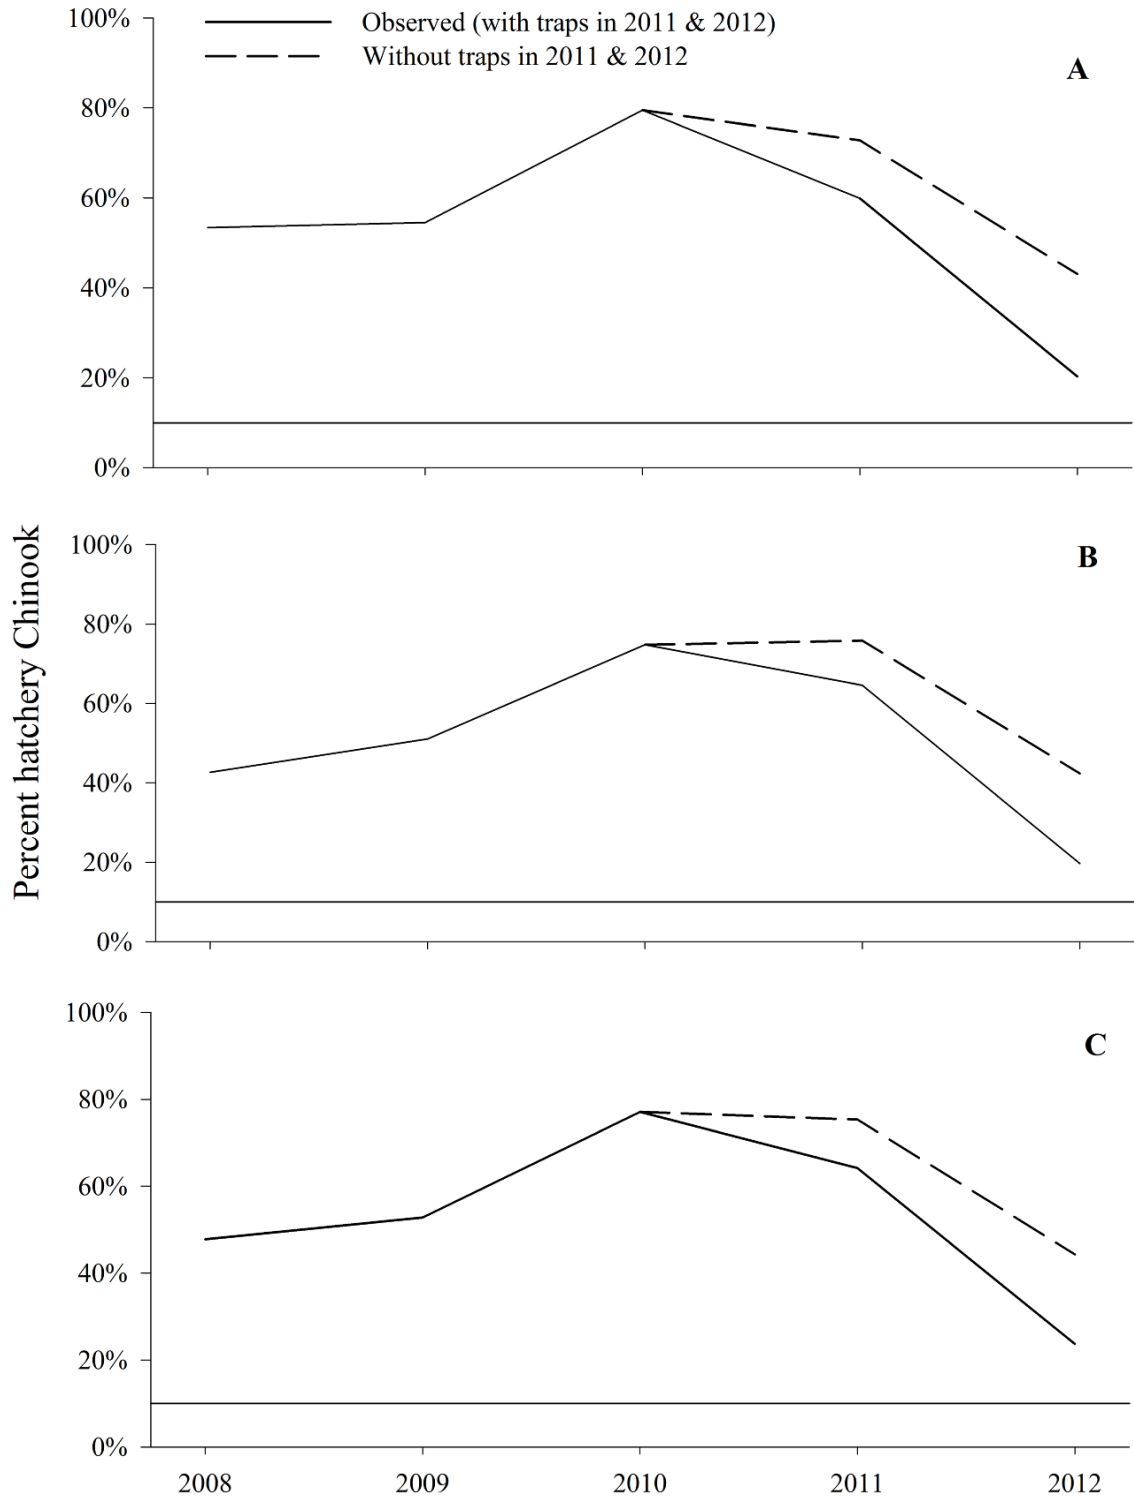 Observed (with traps in 2011 & 2012)
Without traps in 2011 & 2012
A
100%
80%
60%
40%
20%
0%
Percent hatchery Chinook
B
100%
80%
60%
40%
20%
0%
C
100%
80%
60%
40%
20%
0%
2008 2009 2010 2011 2012